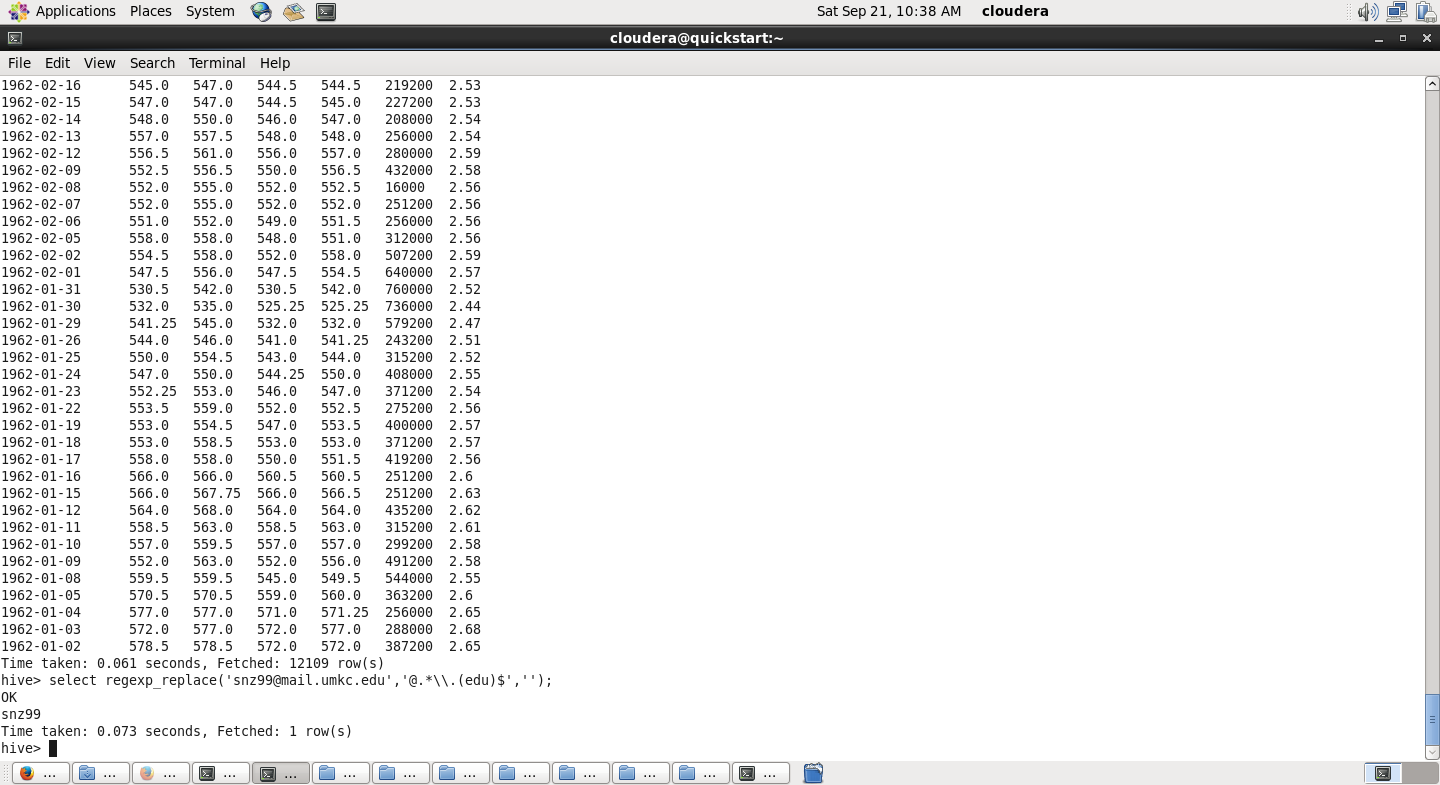 Applications Places System Sat Sep 21, 10:38 AM cloudera
cloudera@quickstart:~
File Edit View Search Terminal Help
1962-02-16 545.0 547.0 544.5 544.5 219200 2.53
1962-02-15 547.0 547.0 544.5 545.0 227200 2.53
1962-02-14 548.0 550.0 546.0 547.0 208000 2.54
1962-02-13 557.0 557.5 548.0 548.0 256000 2.54
1962-02-12 556.5 561.0 556.0 557.0 280000 2.59
1962-02-09 552.5 556.5 550.0 556.5 432000 2.58
1962-02-08 552.0 555.0 552.0 552.5 16000 2.56
1962-02-07 552.0 555.0 552.0 552.0 251200 2.56
1962-02-06 551.0 552.0 549.0 551.5 256000 2.56
1962-02-05 558.0 558.0 548.0 551.0 312000 2.56
1962-02-02 554.5 558.0 552.0 558.0 507200 2.59
1962-02-01 547.5 556.0 547.5 554.5 640000 2.57
1962-01-31 530.5 542.0 530.5 542.0 760000 2.52
1962-01-30 532.0 535.0 525.25 525.25 736000 2.44
1962-01-29 541.25 545.0 532.0 532.0 579200 2.47
1962-01-26 544.0 546.0 541.0 541.25 243200 2.51
1962-01-25 550.0 554.5 543.0 544.0 315200 2.52
1962-01-24 547.0 550.0 544.25 550.0 408000 2.55
1962-01-23 552.25 553.0 546.0 547.0 371200 2.54
1962-01-22 553.5 559.0 552.0 552.5 275200 2.56
1962-01-19 553.0 554.5 547.0 553.5 400000 2.57
1962-01-18 553.0 558.5 553.0 553.0 371200 2.57
1962-01-17 558.0 558.0 550.0 551.5 419200 2.56
1962-01-16 566.0 566.0 560.5 560.5 251200 2.6
1962-01-15 566.0 567.75 566.0 566.5 251200 2.63
1962-01-12 564.0 568.0 564.0 564.0 435200 2.62
1962-01-11 558.5 563.0 558.5 563.0 315200 2.61
1962-01-10 557.0 559.5 557.0 557.0 299200 2.58
1962-01-09 552.0 563.0 552.0 556.0 491200 2.58
1962-01-08 559.5 559.5 545.0 549.5 544000 2.55
1962-01-05 570.5 570.5 559.0 560.0 363200 2.6
1962-01-04 577.0 577.0 571.0 571.25 256000 2.65
1962-01-03 572.0 577.0 572.0 577.0 288000 2.68
1962-01-02 578.5 578.5 572.0 572.0 387200 2.65
Time taken: 0.061 seconds, Fetched: 12109 row(s)
hive> select regexp_replace('snz99@mail.umkc.edu','@.*\\.(edu)$','');
OK
snz99
Time taken: 0.073 seconds, Fetched: 1 row(s)
hive>
... ... ... ... ... ... ... ... ... ... ... ... ...